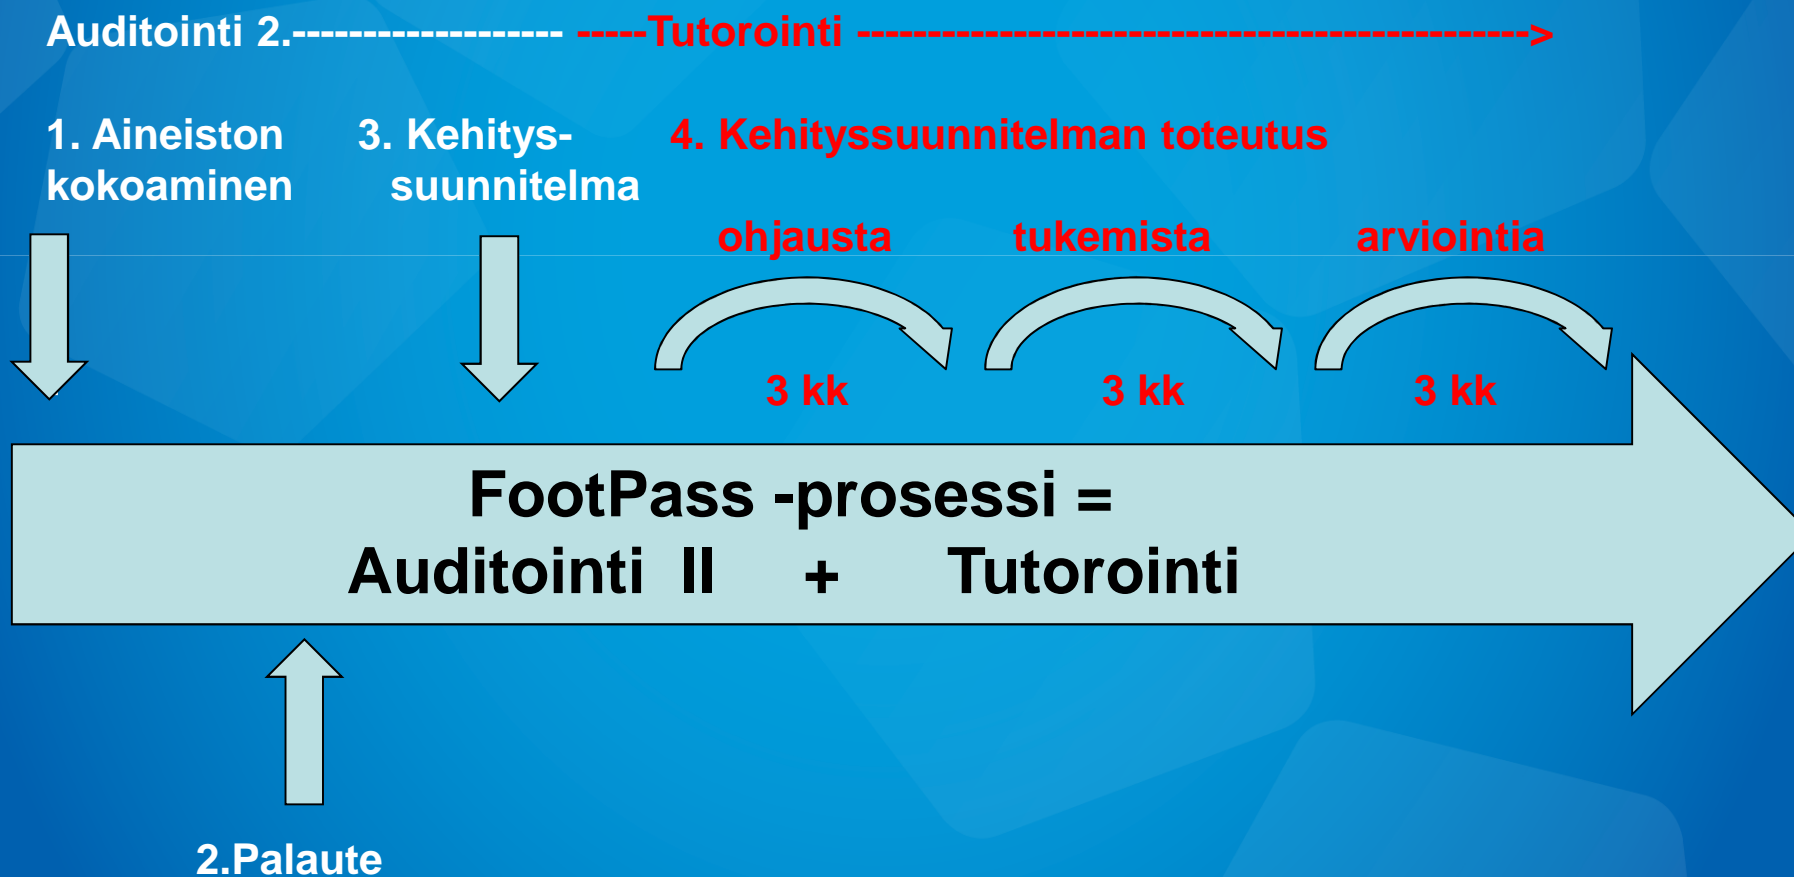 Auditointi 2.------------------- -----Tutorointi ----------------------------------------------->
1. Aineiston
kokoaminen
3. Kehitys-
suunnitelma
4. Kehityssuunnitelman toteutus
ohjausta tukemista arviointia
3 kk 3 kk 3 kk
FootPass -prosessi =
Auditointi II + Tutorointi
2.Palaute